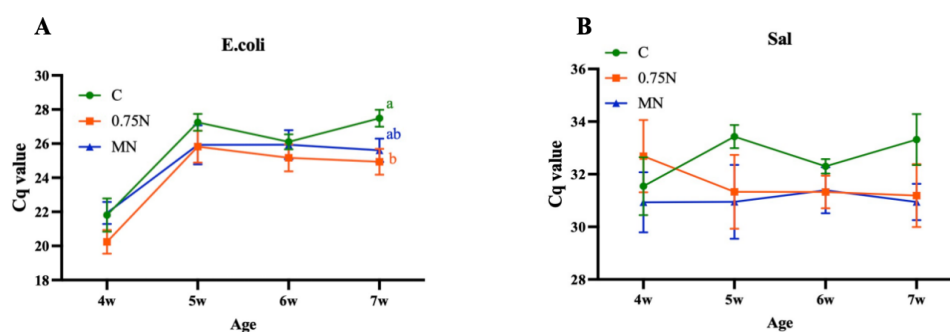 A
E.coli
C
0.75N
MN
Cq value
30
28
26
24
22
20
18
a
ab
b
4w
5w
6w
7w
Age
B
Sal
C
0.75N
MN
Cq value
36
34
32
30
28
4w
5w
6w
7w
Age